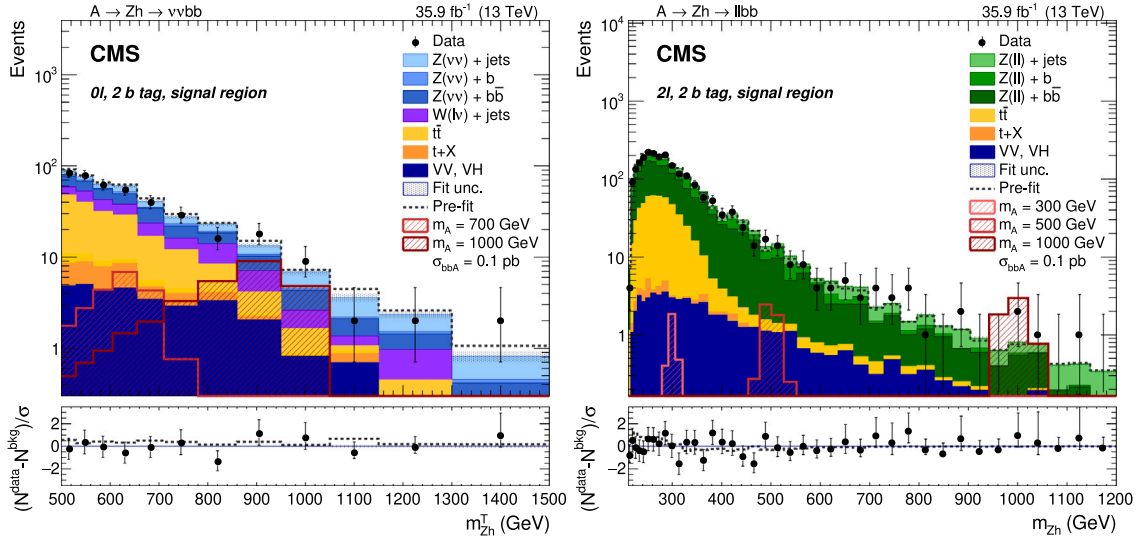 A → Zh → ννbb
35.9 fb⁻¹ (13 TeV)
Events
CMS
0l, 2 b tag, signal region
Data
Z(νν) + jets
Z(νν) + b
Z(νν) + bb̅
W(lν) + jets
tt̅
t+X
VV, VH
Fit unc.
Pre-fit
m_A = 700 GeV
m_A = 1000 GeV
σ_bbA = 0.1 pb
10³
10²
10
1
(N^data-N^bkg)/σ
2
0
−2
500 600 700 800 900 1000 1100 1200 1300 1400 1500
m^T_Zh (GeV)
A → Zh → llbb
35.9 fb⁻¹ (13 TeV)
Events
CMS
2l, 2 b tag, signal region
Data
Z(ll) + jets
Z(ll) + b
Z(ll) + bb̅
tt̅
t+X
VV, VH
Fit unc.
Pre-fit
m_A = 300 GeV
m_A = 500 GeV
m_A = 1000 GeV
σ_bbA = 0.1 pb
10⁴
10³
10²
10
1
(N^data-N^bkg)/σ
2
0
−2
300 400 500 600 700 800 900 1000 1100 1200
m_Zh (GeV)